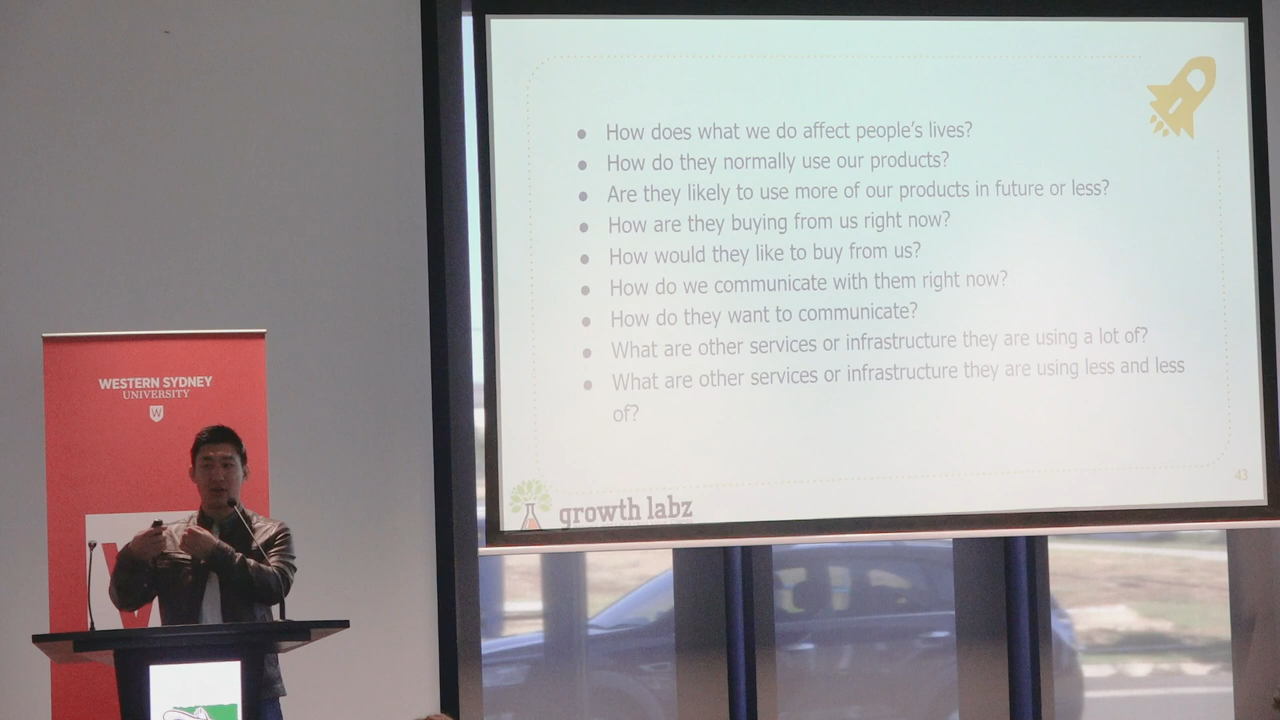 How does what we do affect people's lives?
How do they normally use our products?
Are they likely to use more of our products in future or less?
How are they buying from us right now?
How would they like to buy from us?
How do we communicate with them right now?
How do they want to communicate?
What are other services or infrastructure they are using a lot of?
What are other services or infrastructure they are using less and less
of?
43
growth labz
WESTERN SYDNEY
UNIVERSITY
W